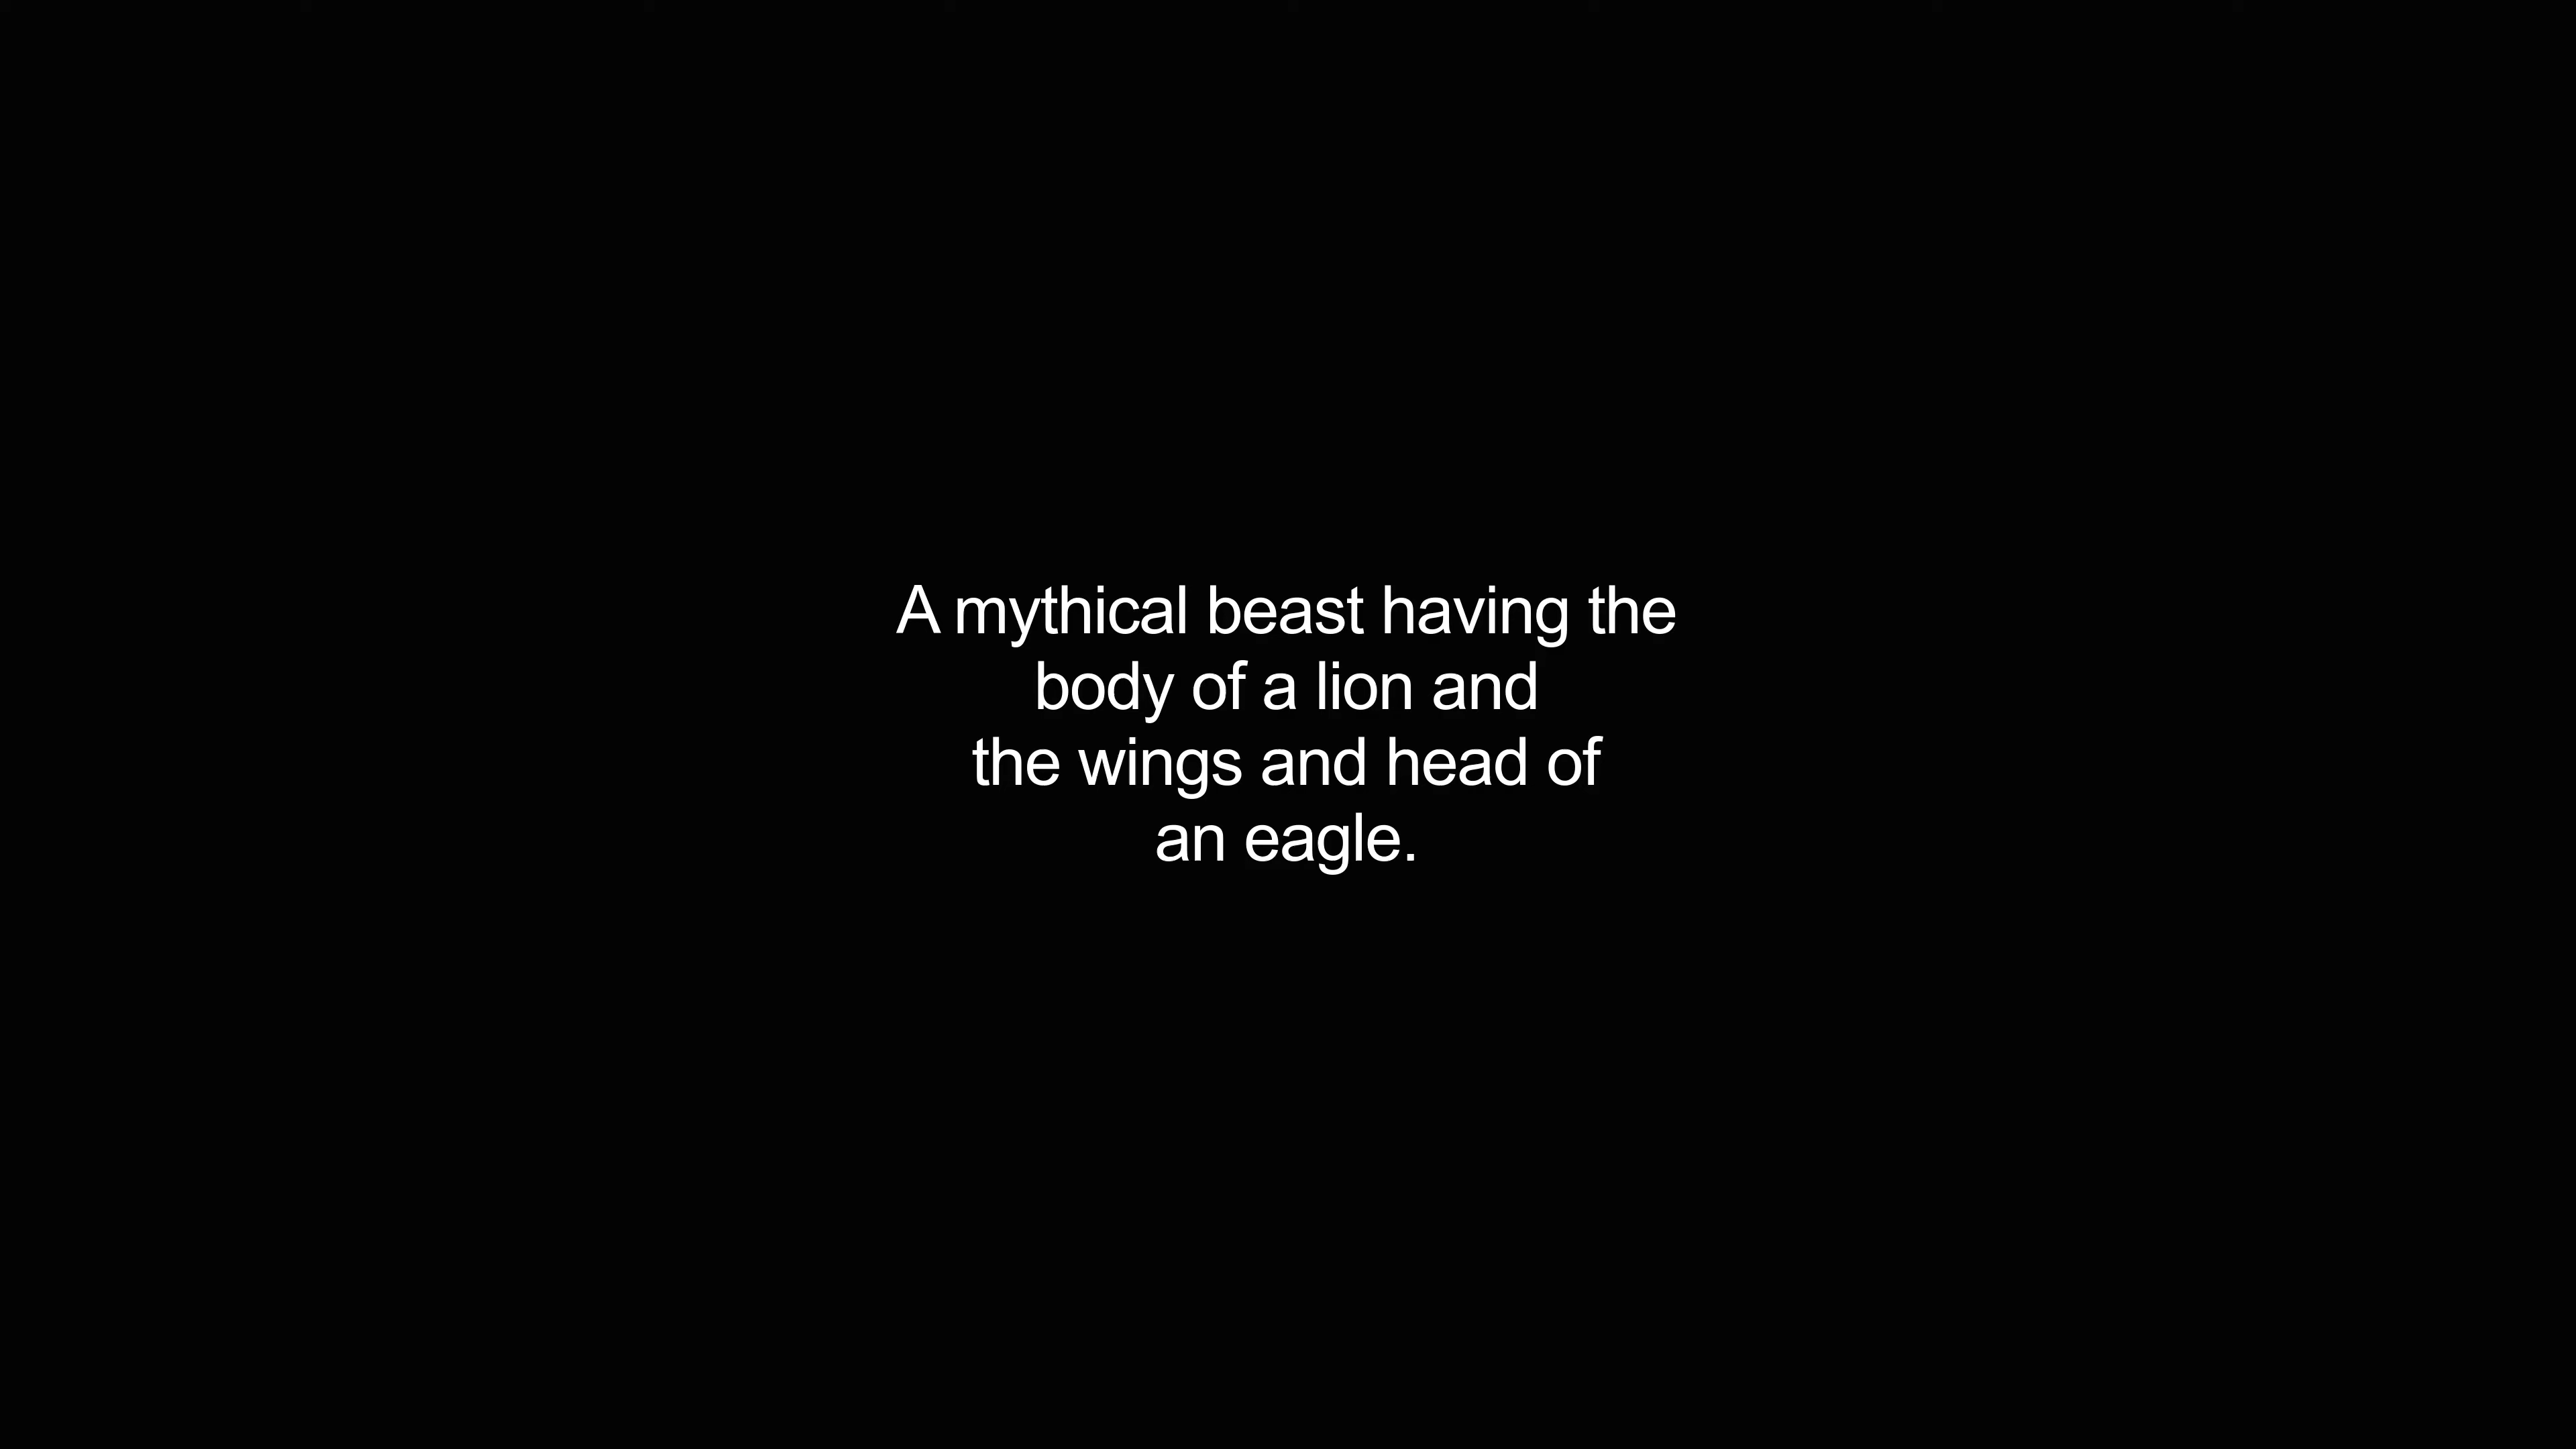 A mythical beast having the
body of a lion and
the wings and head of
an eagle.